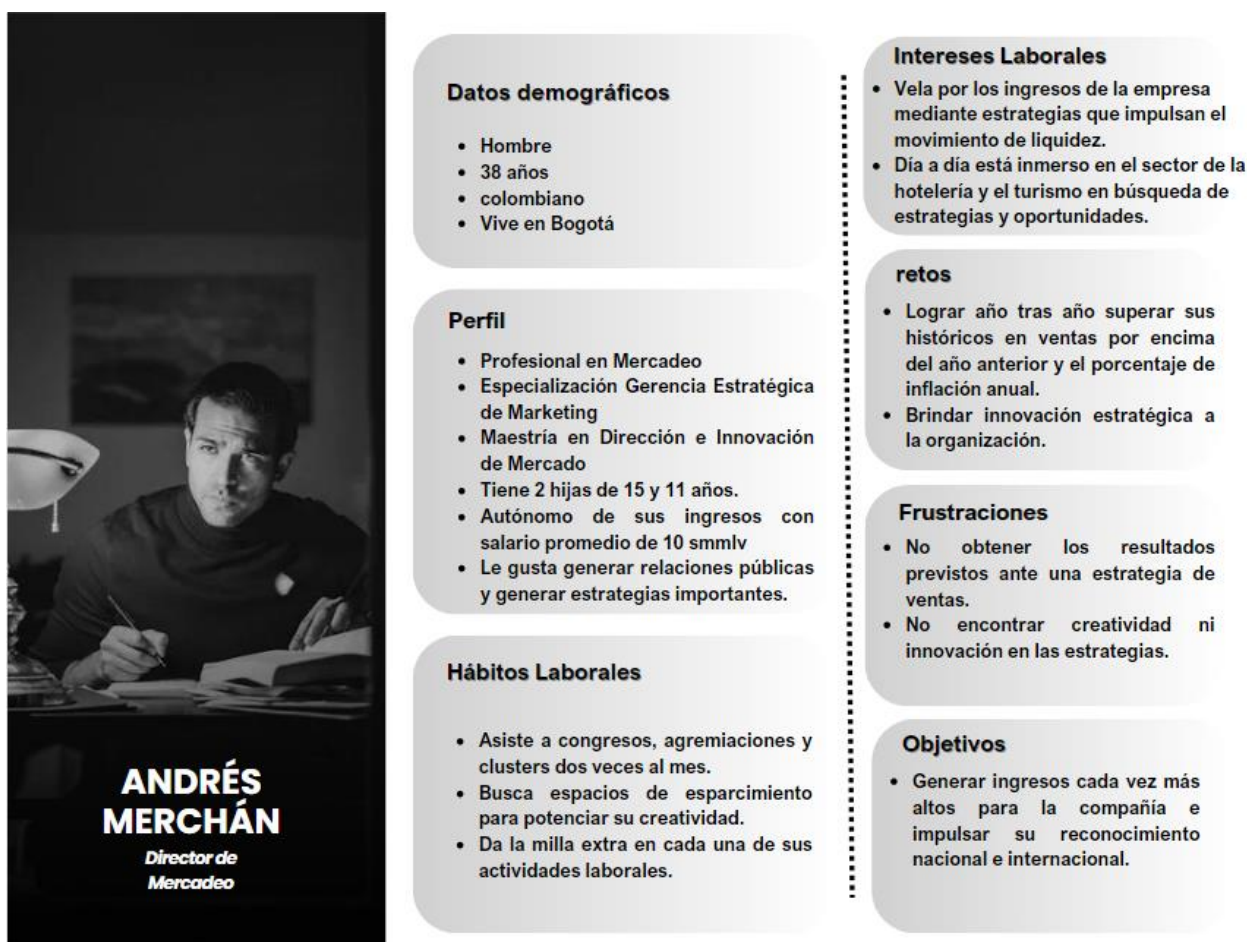 ANDRÉS
MERCHÁN
Director de
Mercadeo
Datos demográficos
• Hombre
• 38 años
• colombiano
• Vive en Bogotá
Perfil
• Profesional en Mercadeo
• Especialización Gerencia Estratégica
de Marketing
• Maestría en Dirección e Innovación
de Mercado
• Tiene 2 hijas de 15 y 11 años.
• Autónomo de sus ingresos con
salario promedio de 10 smmlv
• Le gusta generar relaciones públicas
y generar estrategias importantes.
Hábitos Laborales
• Asiste a congresos, agremiaciones y
clusters dos veces al mes.
• Busca espacios de esparcimiento
para potenciar su creatividad.
• Da la milla extra en cada una de sus
actividades laborales.
Intereses Laborales
• Vela por los ingresos de la empresa
mediante estrategias que impulsan el
movimiento de liquidez.
• Día a día está inmerso en el sector de la
hotelería y el turismo en búsqueda de
estrategias y oportunidades.
retos
• Lograr año tras año superar sus
históricos en ventas por encima
del año anterior y el porcentaje de
inflación anual.
• Brindar innovación estratégica a
la organización.
Frustraciones
• No obtener los resultados
previstos ante una estrategia de
ventas.
• No encontrar creatividad ni
innovación en las estrategias.
Objetivos
• Generar ingresos cada vez más
altos para la compañía e
impulsar su reconocimiento
nacional e internacional.